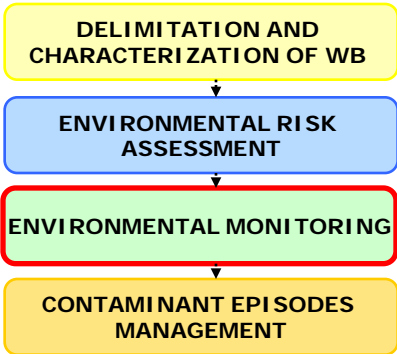 DELIMITATION AND
CHARACTERIZATION OF WB
ENVIRONMENTAL RISK
ASSESSMENT
ENVIRONMENTAL MONITORING
CONTAMINANT EPISODES
MANAGEMENT